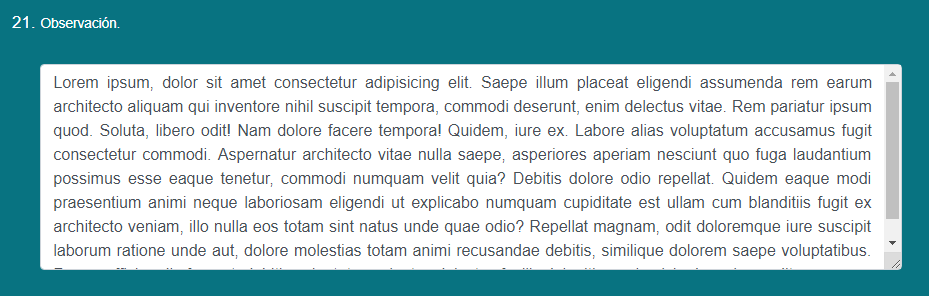 21. Observación.
Lorem ipsum, dolor sit amet consectetur adipisicing elit. Saepe illum placeat eligendi assumenda rem earum
architecto aliquam qui inventore nihil suscipit tempora, commodi deserunt, enim delectus vitae. Rem pariatur ipsum
quod. Soluta, libero odit! Nam dolore facere tempora! Quidem, iure ex. Labore alias voluptatum accusamus fugit
consectetur commodi. Aspernatur architecto vitae nulla saepe, asperiores aperiam nesciunt quo fuga laudantium
possimus esse eaque tenetur, commodi numquam velit quia? Debitis dolore odio repellat. Quidem eaque modi
praesentium animi neque laboriosam eligendi ut explicabo numquam cupiditate est ullam cum blanditiis fugit ex
architecto veniam, illo nulla eos totam sint natus unde quae odio? Repellat magnam, odit doloremque iure suscipit
laborum ratione unde aut, dolore molestias totam animi recusandae debitis, similique dolorem saepe voluptatibus.